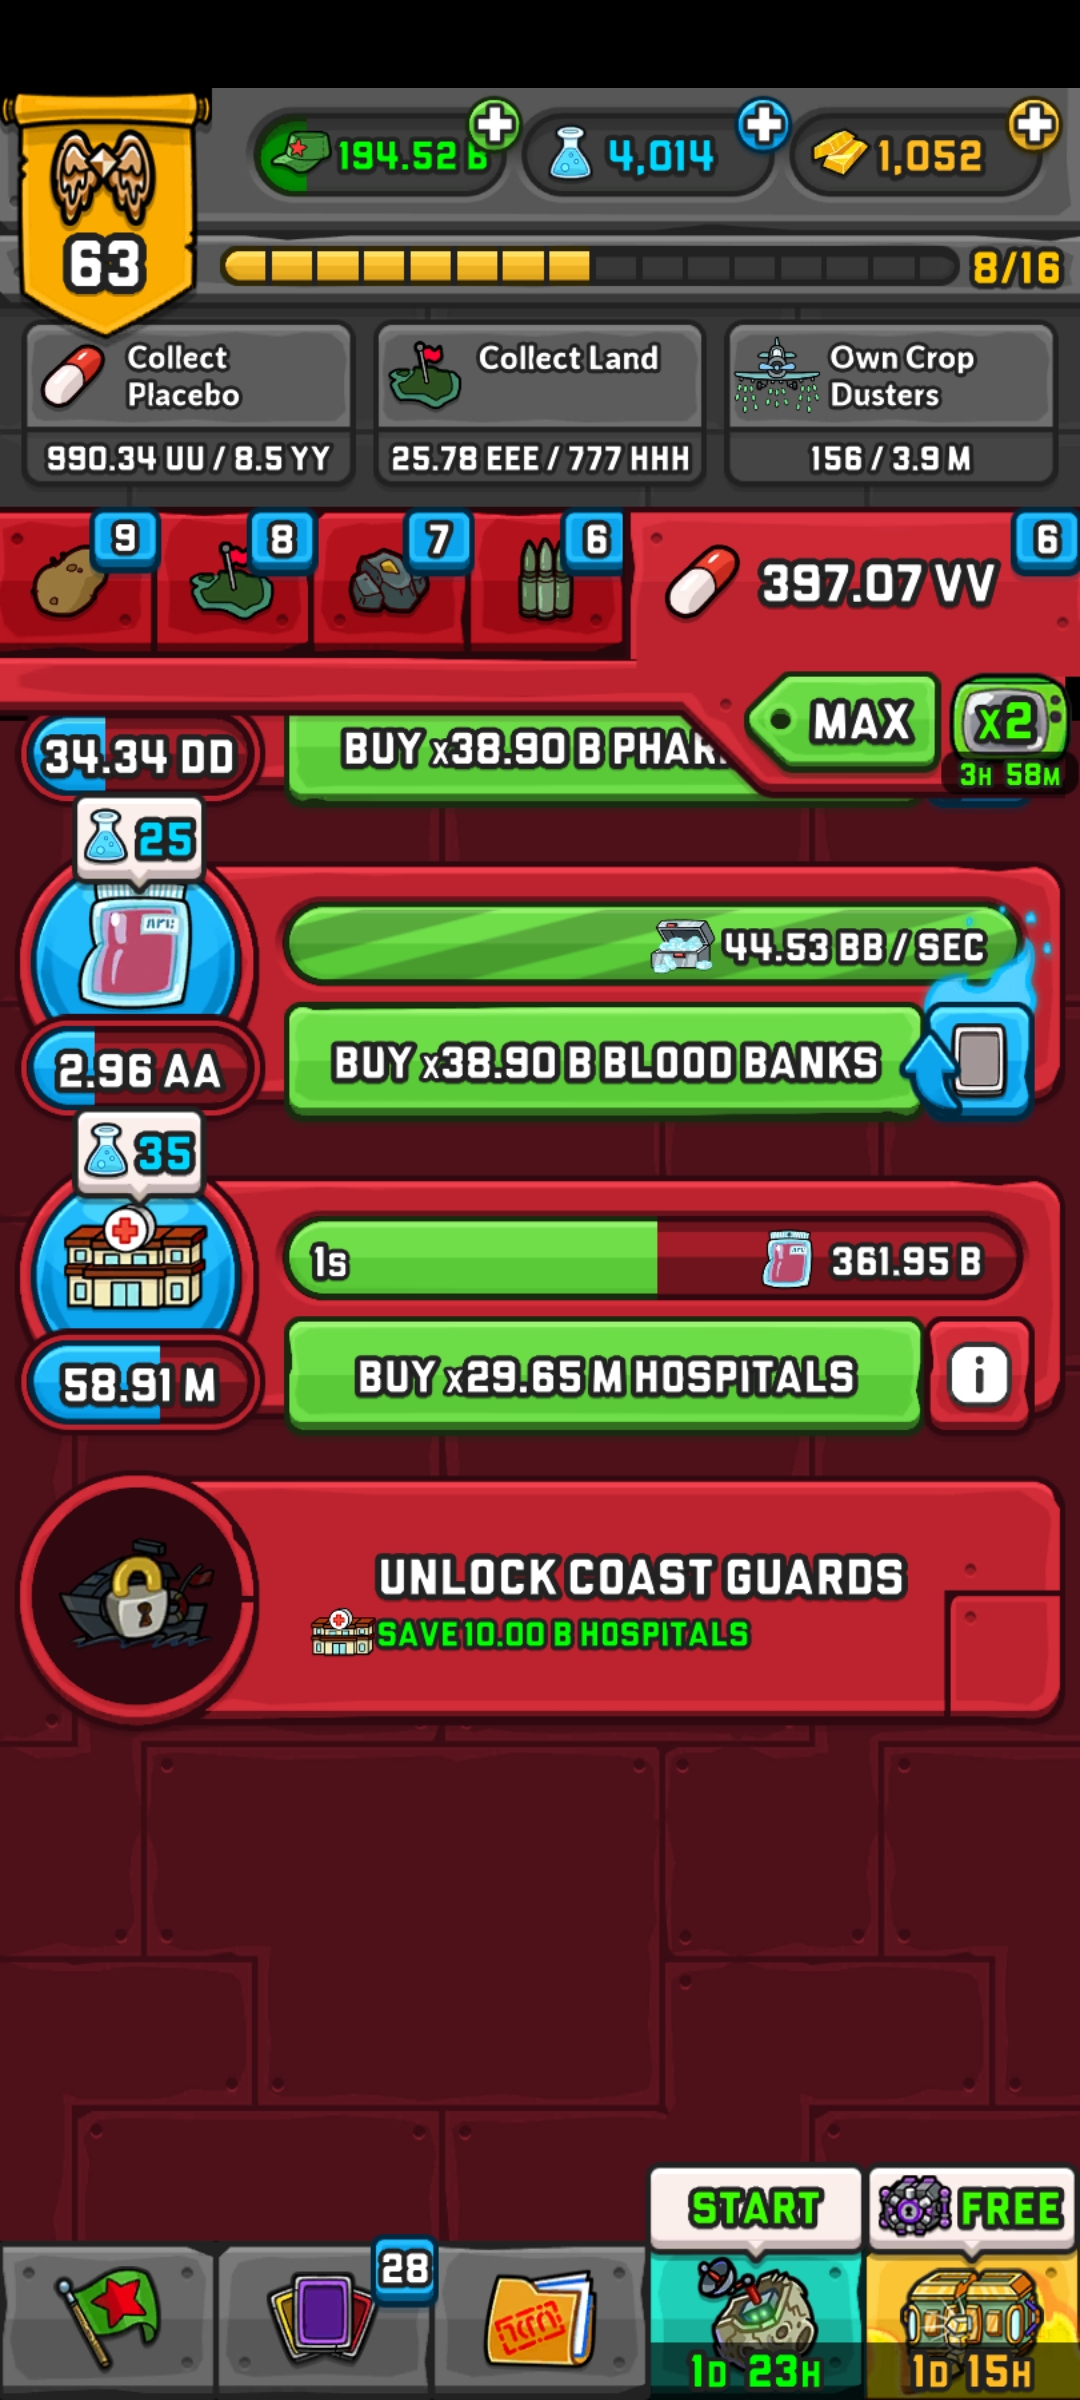 194.52 B
4,014
1,052
63
8/16
Collect
Placebo
990.34 UU / 8.5 YY
Collect Land
25.78 EEE / 777 HHH
Own Crop
Dusters
156 / 3.9 M
9
8
7
6
397.07 VV
6
MAX
x2
3H 58M
34.34 DD
BUY x38.90 B PHAR
25
44.53 BB / SEC
2.96 AA
BUY x38.90 B BLOOD BANKS
35
1s
361.95 B
58.91 M
BUY x29.65 M HOSPITALS
i
UNLOCK COAST GUARDS
SAVE 10.00 B HOSPITALS
START
FREE
28
1D 23H
1D 15H